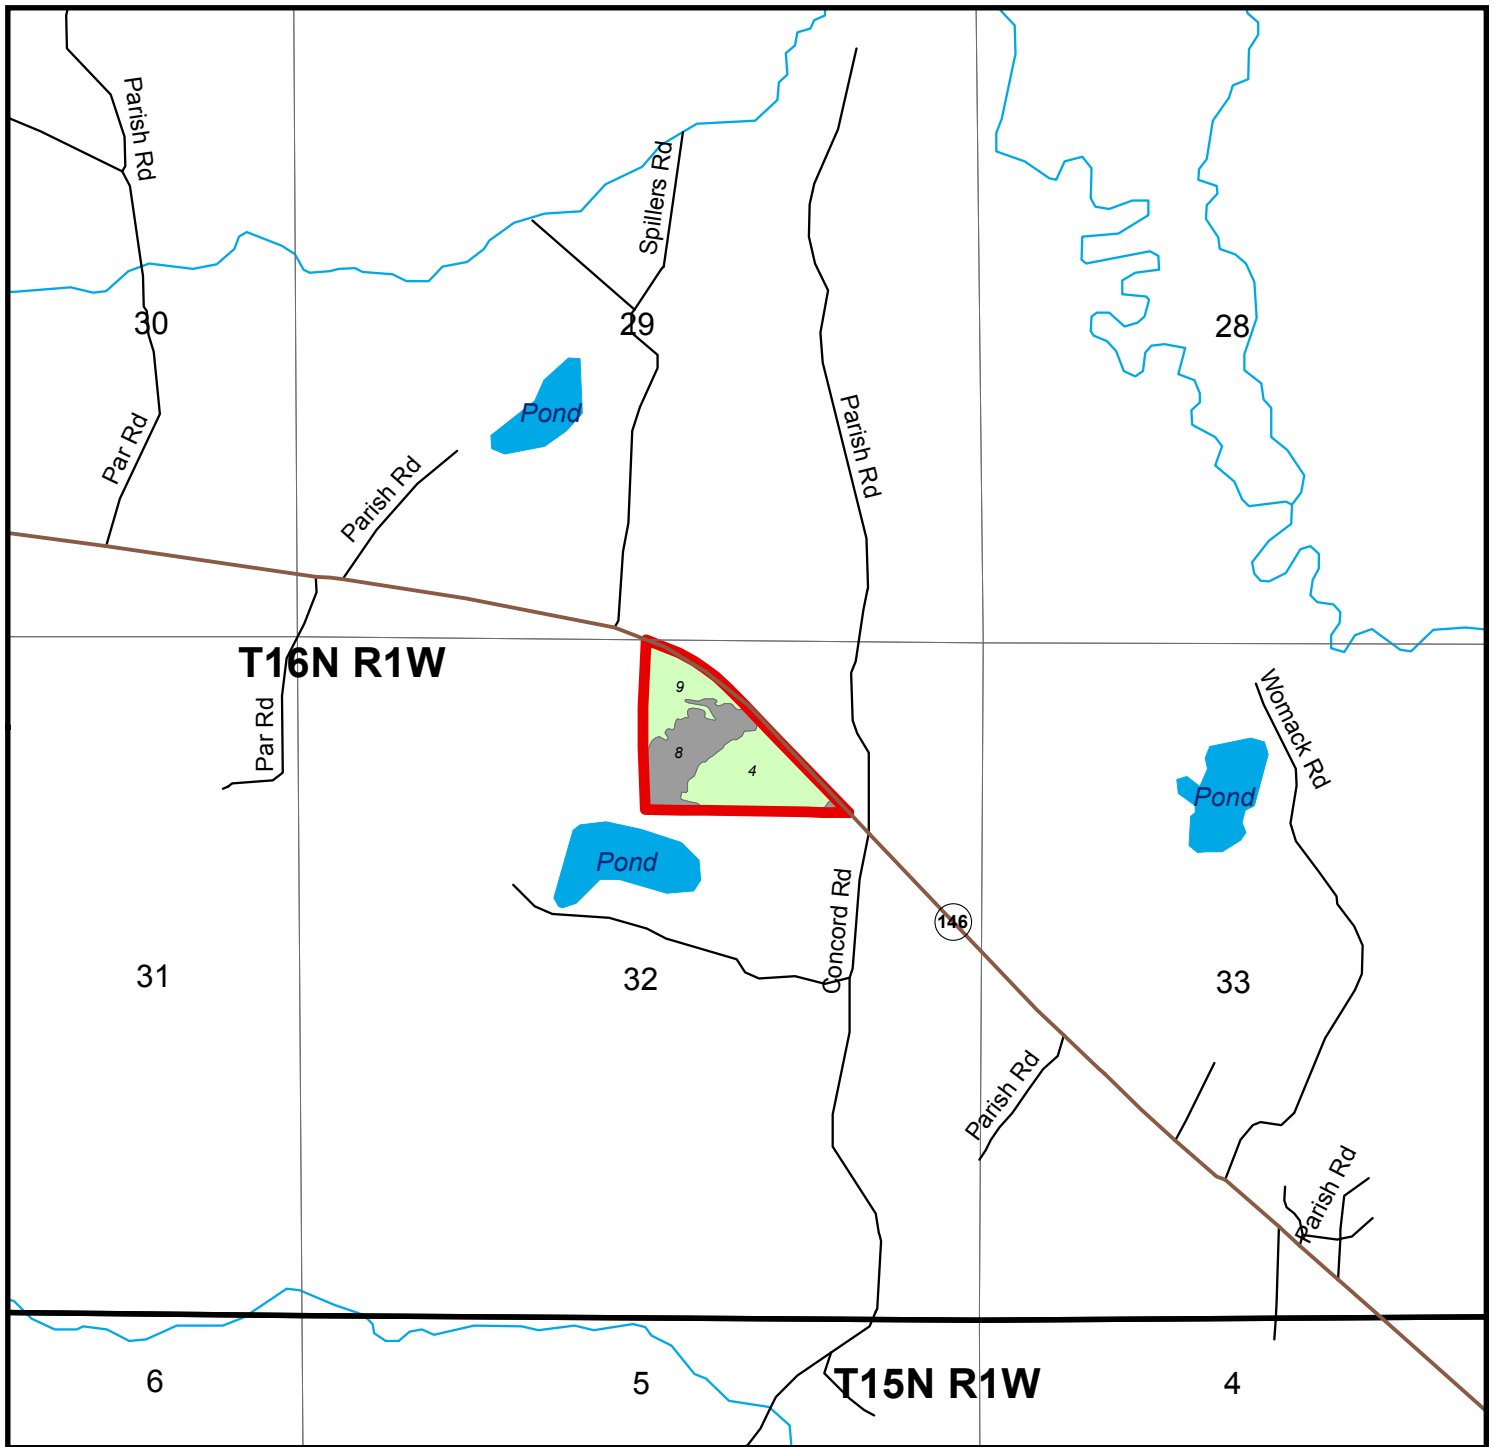 Parish Rd
Spillers Rd
30
29
28
Pond
Par Rd
Parish Rd
Parish Rd
T16N R1W
Par Rd
9
8
4
Womack Rd
Pond
Pond
Concord Rd
146
31
32
33
Parish Rd
Parish Rd
6
5
T15N R1W
4